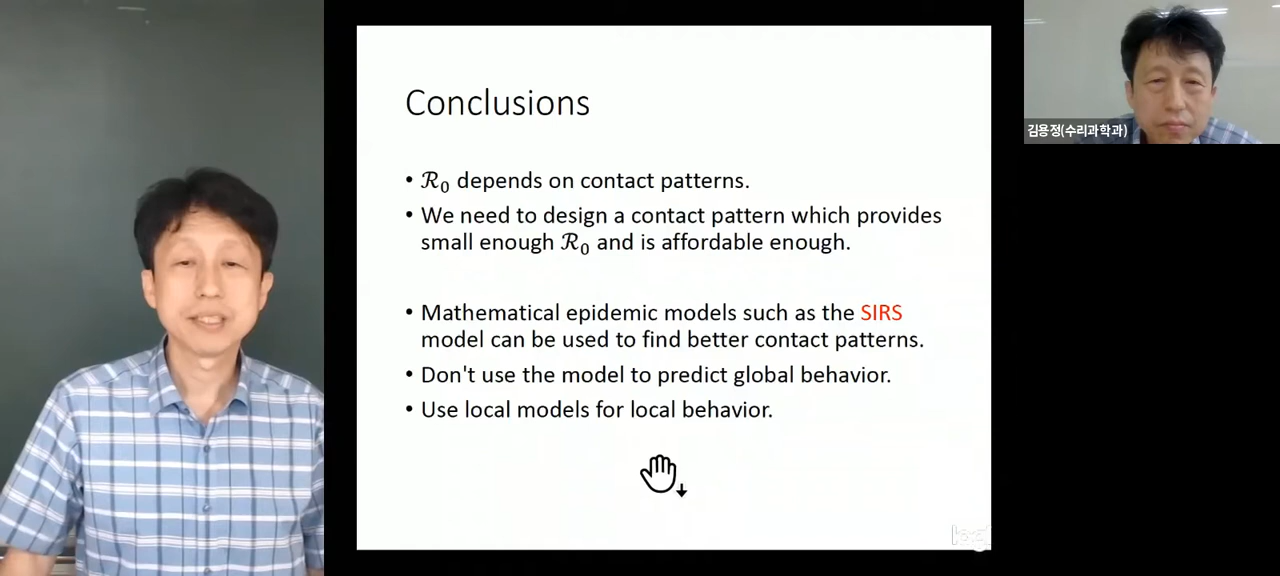 Conclusions
• ℛ₀ depends on contact patterns.
• We need to design a contact pattern which provides
small enough ℛ₀ and is affordable enough.
• Mathematical epidemic models such as the SIRS
model can be used to find better contact patterns.
• Don't use the model to predict global behavior.
• Use local models for local behavior.
김용정(수리과학과)